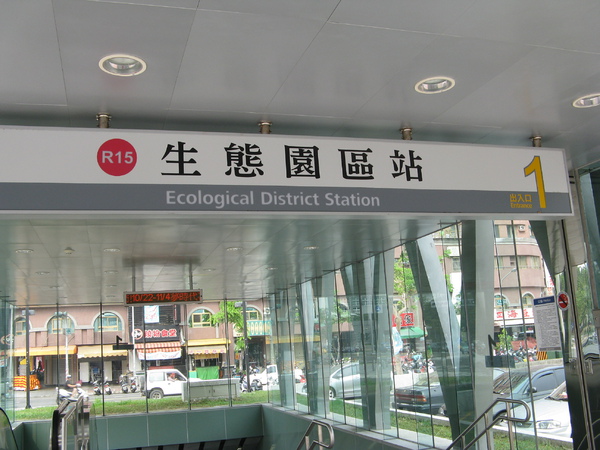 R15
生態園區站
Ecological District Station
1
出入口
Entrance